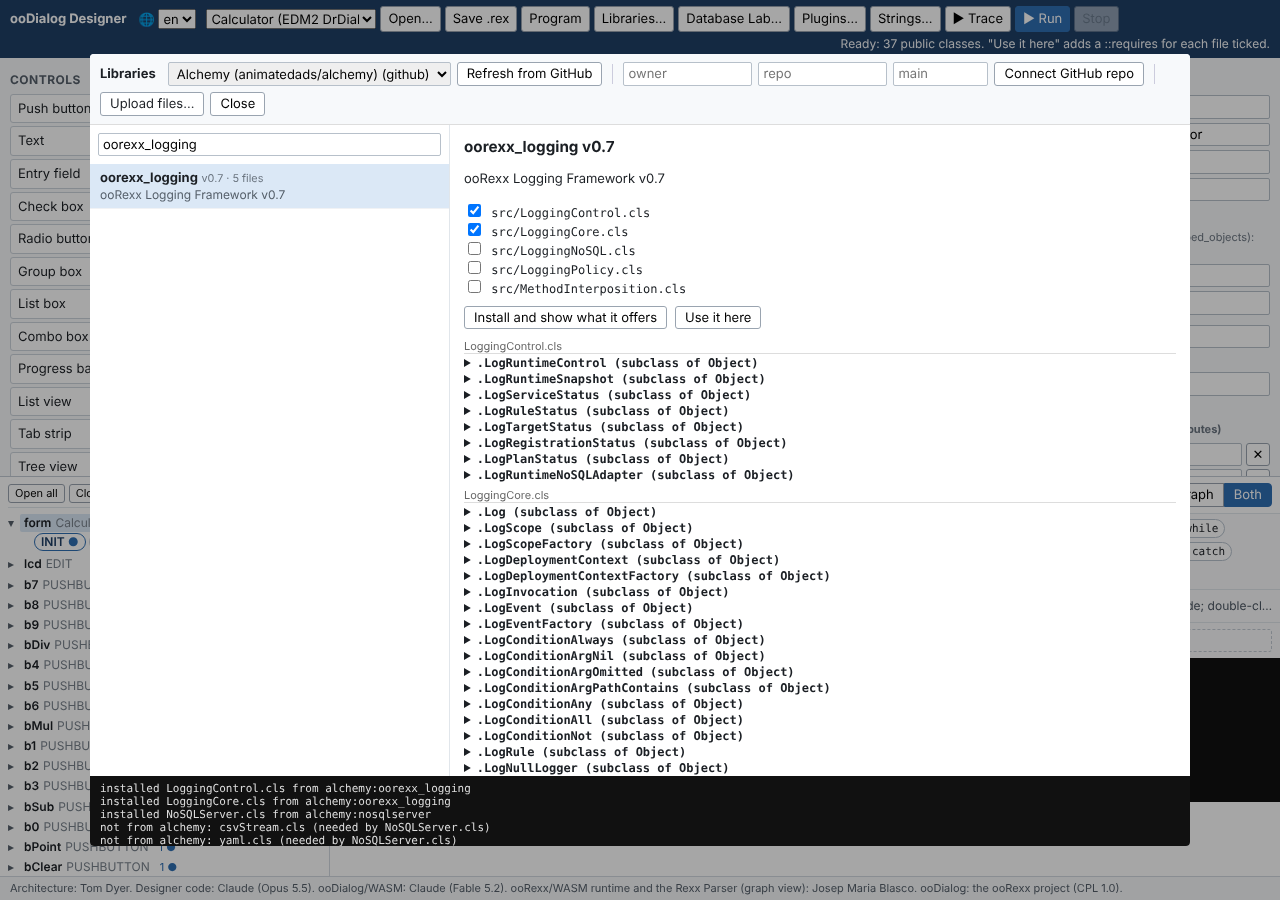 ooDialog Designer 🌐 en Calculator (EDM2 DrDial Open... Save .rex Program Libraries... Database Lab... Plugins... Strings... ▶ Trace ▶ Run Stop
Ready: 37 public classes. "Use it here" adds a ::requires for each file ticked.
CONTROLS
Push button
Text
Entry field
Check box
Radio button
Group box
List box
Combo box
Progress ba
List view
Tab strip
Tree view
Libraries Alchemy (animatedads/alchemy) (github) Refresh from GitHub owner repo main Connect GitHub repo
Upload files... Close
oorexx_logging
oorexx_logging v0.7 · 5 files
ooRexx Logging Framework v0.7
oorexx_logging v0.7
ooRexx Logging Framework v0.7
src/LoggingControl.cls
src/LoggingCore.cls
src/LoggingNoSQL.cls
src/LoggingPolicy.cls
src/MethodInterposition.cls
Install and show what it offers Use it here
LoggingControl.cls
▶ .LogRuntimeControl (subclass of Object)
▶ .LogRuntimeSnapshot (subclass of Object)
▶ .LogServiceStatus (subclass of Object)
▶ .LogRuleStatus (subclass of Object)
▶ .LogTargetStatus (subclass of Object)
▶ .LogRegistrationStatus (subclass of Object)
▶ .LogPlanStatus (subclass of Object)
▶ .LogRuntimeNoSQLAdapter (subclass of Object)
LoggingCore.cls
▶ .Log (subclass of Object)
▶ .LogScope (subclass of Object)
▶ .LogScopeFactory (subclass of Object)
▶ .LogDeploymentContext (subclass of Object)
▶ .LogDeploymentContextFactory (subclass of Object)
▶ .LogInvocation (subclass of Object)
▶ .LogEvent (subclass of Object)
▶ .LogEventFactory (subclass of Object)
▶ .LogConditionAlways (subclass of Object)
▶ .LogConditionArgNil (subclass of Object)
▶ .LogConditionArgOmitted (subclass of Object)
▶ .LogConditionArgPathContains (subclass of Object)
▶ .LogConditionAny (subclass of Object)
▶ .LogConditionAll (subclass of Object)
▶ .LogConditionNot (subclass of Object)
▶ .LogRule (subclass of Object)
▶ .LogNullLogger (subclass of Object)
installed LoggingControl.cls from alchemy:oorexx_logging
installed LoggingCore.cls from alchemy:oorexx_logging
installed NoSQLServer.cls from alchemy:nosqlserver
not from alchemy: csvStream.cls (needed by NoSQLServer.cls)
not from alchemy: yaml.cls (needed by NoSQLServer.cls)
or
ed_objects):
butes)
✕
Open all Clo
▾ form Calcul
INIT
▸ lcd EDIT
▸ b7 PUSHBU
▸ b8 PUSHBU
▸ b9 PUSHBU
▸ bDiv PUSHB
▸ b4 PUSHBU
▸ b5 PUSHBU
▸ b6 PUSHBU
▸ bMul PUSH
▸ b1 PUSHBU
▸ b2 PUSHBU
▸ b3 PUSHBU
▸ bSub PUSH
▸ b0 PUSHBU
▸ bPoint PUSHBUTTON 1
▸ bClear PUSHBUTTON 1
raph Both
while
catch
de; double-cl...
Architecture: Tom Dyer. Designer code: Claude (Opus 5.5). ooDialog/WASM: Claude (Fable 5.2). ooRexx/WASM runtime and the Rexx Parser (graph view): Josep Maria Blasco. ooDialog: the ooRexx project (CPL 1.0).